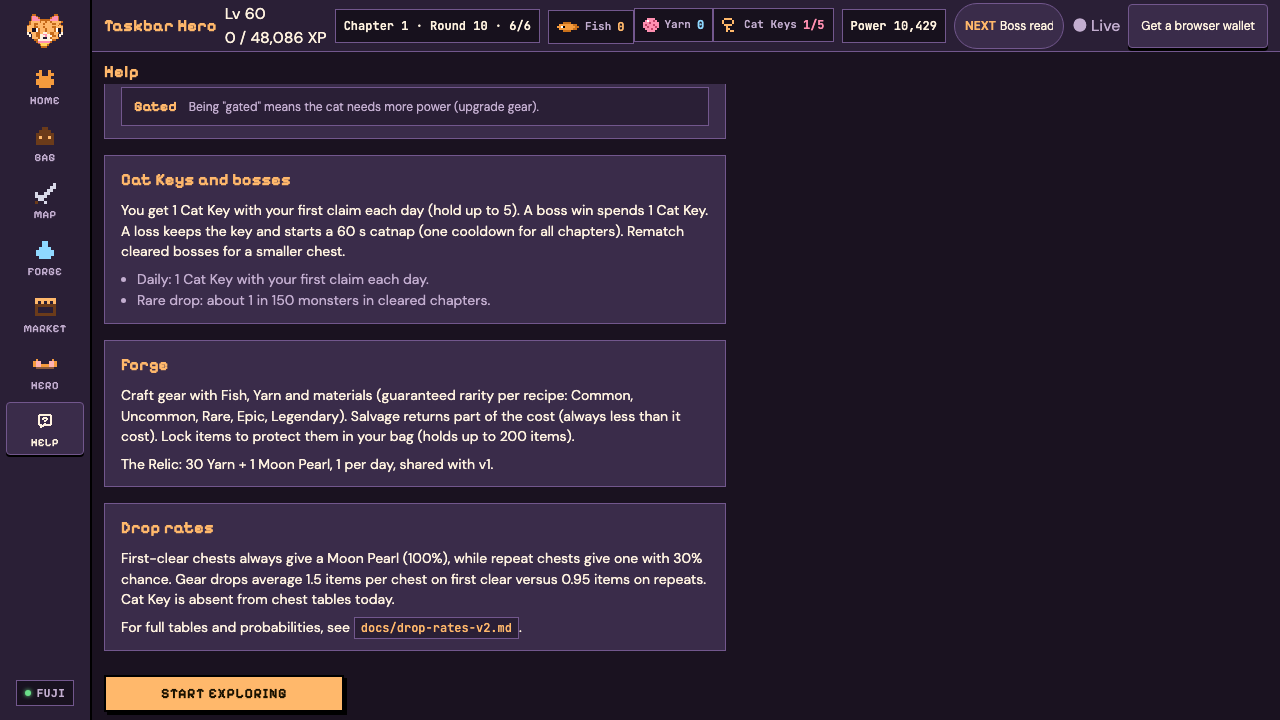 Taskbar Hero
Lv 60
0 / 48,086 XP
Chapter 1 · Round 10 · 6/6
Fish 0
Yarn 0
Cat Keys 1/5
Power 10,429
NEXT Boss read
Live
Get a browser wallet
HOME
BAG
MAP
FORGE
MARKET
HERO
HELP
FUJI
Help
Gated Being "gated" means the cat needs more power (upgrade gear).
Cat Keys and bosses
You get 1 Cat Key with your first claim each day (hold up to 5). A boss win spends 1 Cat Key.
A loss keeps the key and starts a 60 s catnap (one cooldown for all chapters). Rematch
cleared bosses for a smaller chest.
• Daily: 1 Cat Key with your first claim each day.
• Rare drop: about 1 in 150 monsters in cleared chapters.
Forge
Craft gear with Fish, Yarn and materials (guaranteed rarity per recipe: Common,
Uncommon, Rare, Epic, Legendary). Salvage returns part of the cost (always less than it
cost). Lock items to protect them in your bag (holds up to 200 items).
The Relic: 30 Yarn + 1 Moon Pearl, 1 per day, shared with v1.
Drop rates
First-clear chests always give a Moon Pearl (100%), while repeat chests give one with 30%
chance. Gear drops average 1.5 items per chest on first clear versus 0.95 items on repeats.
Cat Key is absent from chest tables today.
For full tables and probabilities, see docs/drop-rates-v2.md.
START EXPLORING